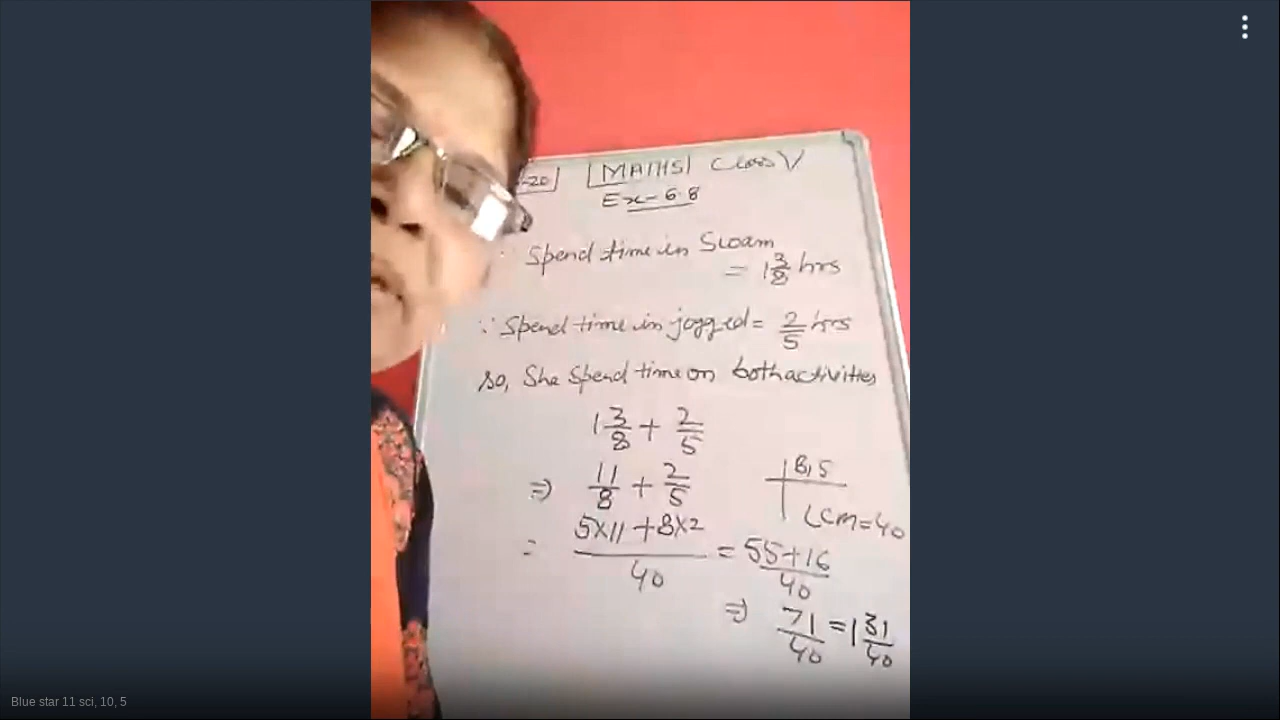 -20 MATHS Class V
Ex-6.8
∵ Spend time in Swam
= 1 3/8 hrs
∵ Spend time in jogged = 2/5 hrs
so, She Spend time on both activities
1 3/8 + 2/5
⇒ 11/8 + 2/5
8, 5
LCM=40
= 5×11 + 8×2 / 40 = 55+16 / 40
⇒ 71/40 = 1 31/40
Blue star 11 sci, 10, 5